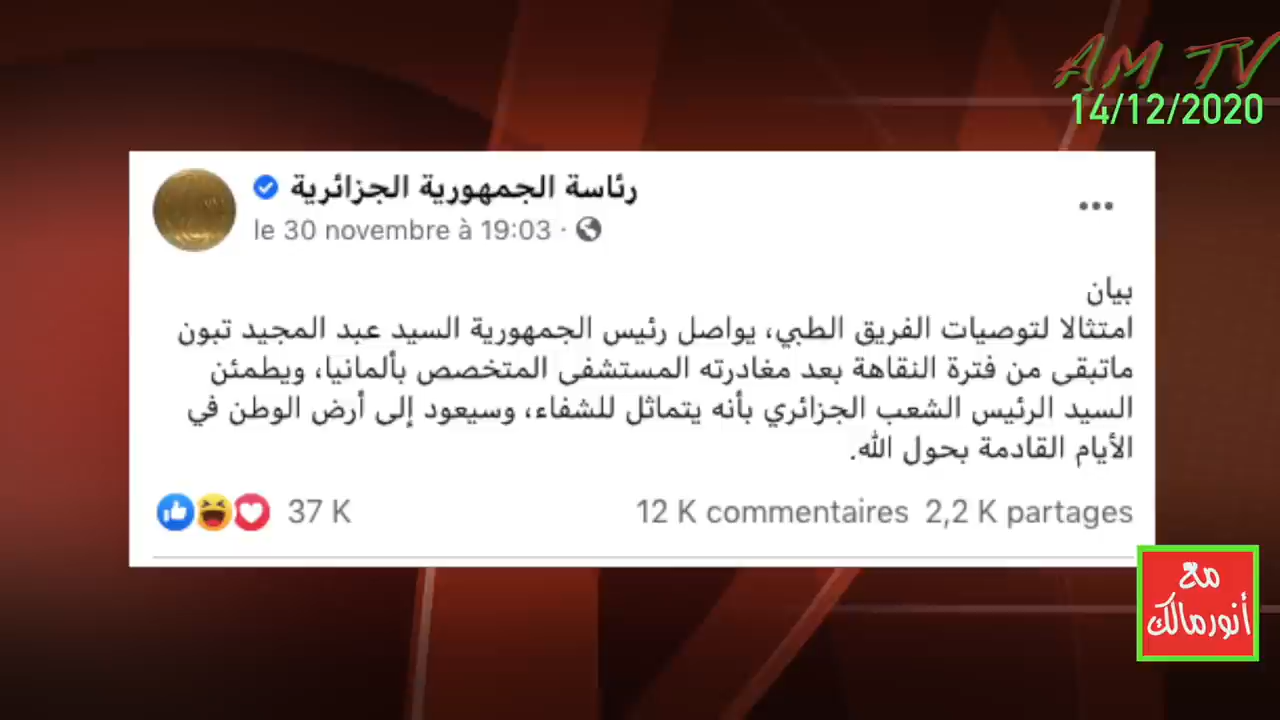 AM TV
14/12/2020
رئاسة الجمهورية الجزائرية
le 30 novembre à 19:03 ·
بيان
امتثالا لتوصيات الفريق الطبي، يواصل رئيس الجمهورية السيد عبد المجيد تبون
ماتبقى من فترة النقاهة بعد مغادرته المستشفى المتخصص بألمانيا، ويطمئن
السيد الرئيس الشعب الجزائري بأنه يتماثل للشفاء، وسيعود إلى أرض الوطن في
الأيام القادمة بحول الله.
37 K
12 K commentaires 2,2 K partages
مع
أنورمالك